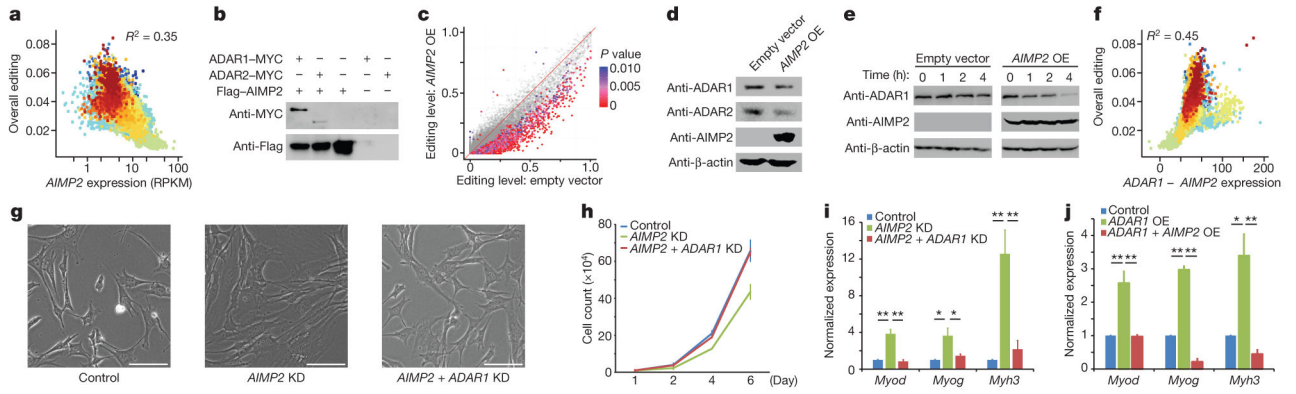 a
R² = 0.35
Overall editing
0.08
0.06
0.04
0.02
1
3
10
30
100
AIMP2 expression (RPKM)
b
ADAR1–MYC + – – + –
ADAR2–MYC – + – – +
Flag–AIMP2 + + + – –
Anti-MYC
Anti-Flag
c
Editing level: AIMP2 OE
1.0
0.5
0
0 0.5 1.0
Editing level: empty vector
P value
0.010
0.005
0
d
Empty vector
AIMP2 OE
Anti-ADAR1
Anti-ADAR2
Anti-AIMP2
Anti-β-actin
e
Empty vector AIMP2 OE
Time (h): 0 1 2 4 0 1 2 4
Anti-ADAR1
Anti-AIMP2
Anti-β-actin
f
R² = 0.45
Overall editing
0.08
0.06
0.04
0.02
0 50 100 200
ADAR1 – AIMP2 expression
g
Control
AIMP2 KD
AIMP2 + ADAR1 KD
h
Control
AIMP2 KD
AIMP2 + ADAR1 KD
Cell count (×10⁴)
80
60
40
20
0
1 2 4 6 (Day)
i
Control
AIMP2 KD
AIMP2 + ADAR1 KD
Normalized expression
16
12
8
4
0
** **
* *
** **
Myod Myog Myh3
j
Control
ADAR1 OE
ADAR1 + AIMP2 OE
Normalized expression
4.0
3.0
2.0
1.0
0
** **
** **
* **
Myod Myog Myh3